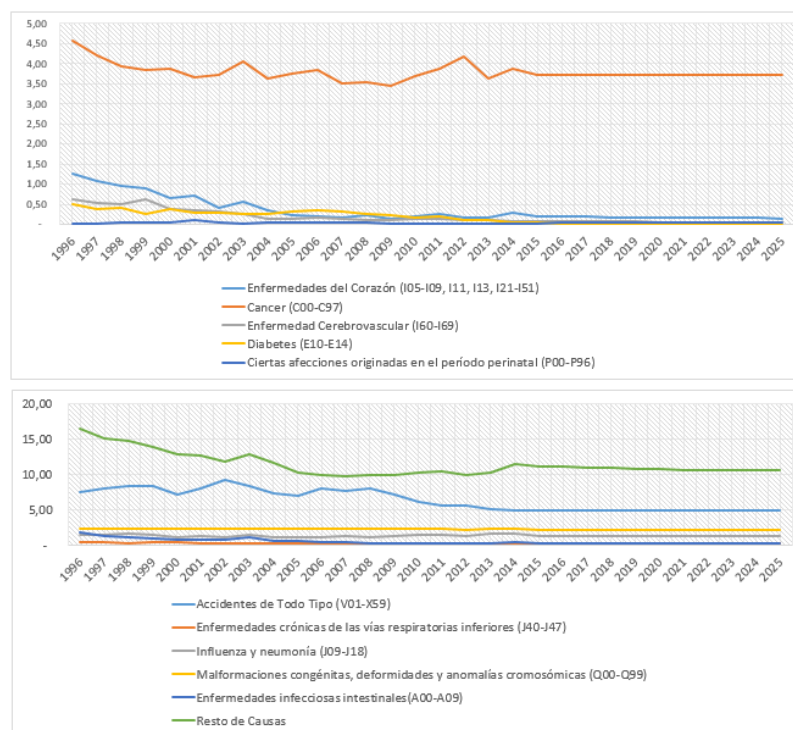 5,00
4,50
4,00
3,50
3,00
2,50
2,00
1,50
1,00
0,50
-
1996 1997 1998 1999 2000 2001 2002 2003 2004 2005 2006 2007 2008 2009 2010 2011 2012 2013 2014 2015 2016 2017 2018 2019 2020 2021 2022 2023 2024 2025
Enfermedades del Corazón (I05-I09, I11, I13, I21-I51)
Cancer (C00-C97)
Enfermedad Cerebrovascular (I60-I69)
Diabetes (E10-E14)
Ciertas afecciones originadas en el período perinatal (P00-P96)
20,00
15,00
10,00
5,00
-
1996 1997 1998 1999 2000 2001 2002 2003 2004 2005 2006 2007 2008 2009 2010 2011 2012 2013 2014 2015 2016 2017 2018 2019 2020 2021 2022 2023 2024 2025
Accidentes de Todo Tipo (V01-X59)
Enfermedades crónicas de las vías respiratorias inferiores (J40-J47)
Influenza y neumonía (J09-J18)
Malformaciones congénitas, deformidades y anomalías cromosómicas (Q00-Q99)
Enfermedades infecciosas intestinales(A00-A09)
Resto de Causas